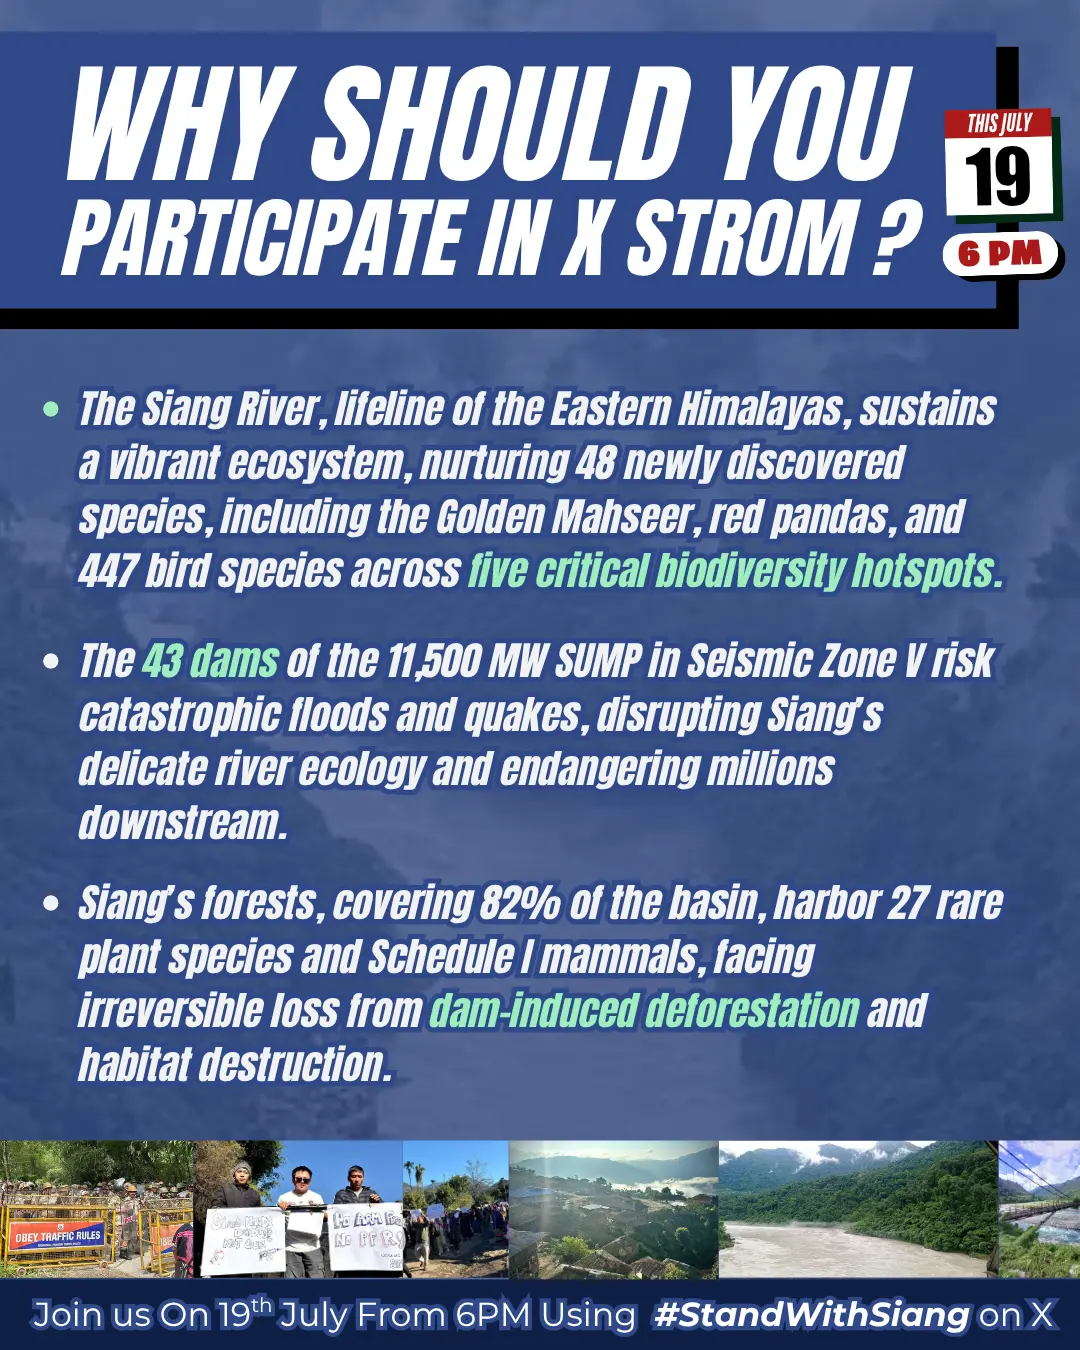 WHY SHOULD YOU
PARTICIPATE IN X STROM ?
THIS JULY
19
6 PM
The Siang River, lifeline of the Eastern Himalayas, sustains
a vibrant ecosystem, nurturing 48 newly discovered
species, including the Golden Mahseer, red pandas, and
447 bird species across five critical biodiversity hotspots.
The 43 dams of the 11,500 MW SUMP in Seismic Zone V risk
catastrophic floods and quakes, disrupting Siang's
delicate river ecology and endangering millions
downstream.
Siang's forests, covering 82% of the basin, harbor 27 rare
plant species and Schedule I mammals, facing
irreversible loss from dam-induced deforestation and
habitat destruction.
OBEY TRAFFIC RULES
No PFR
Join us On 19th July From 6PM Using #StandWithSiang on X